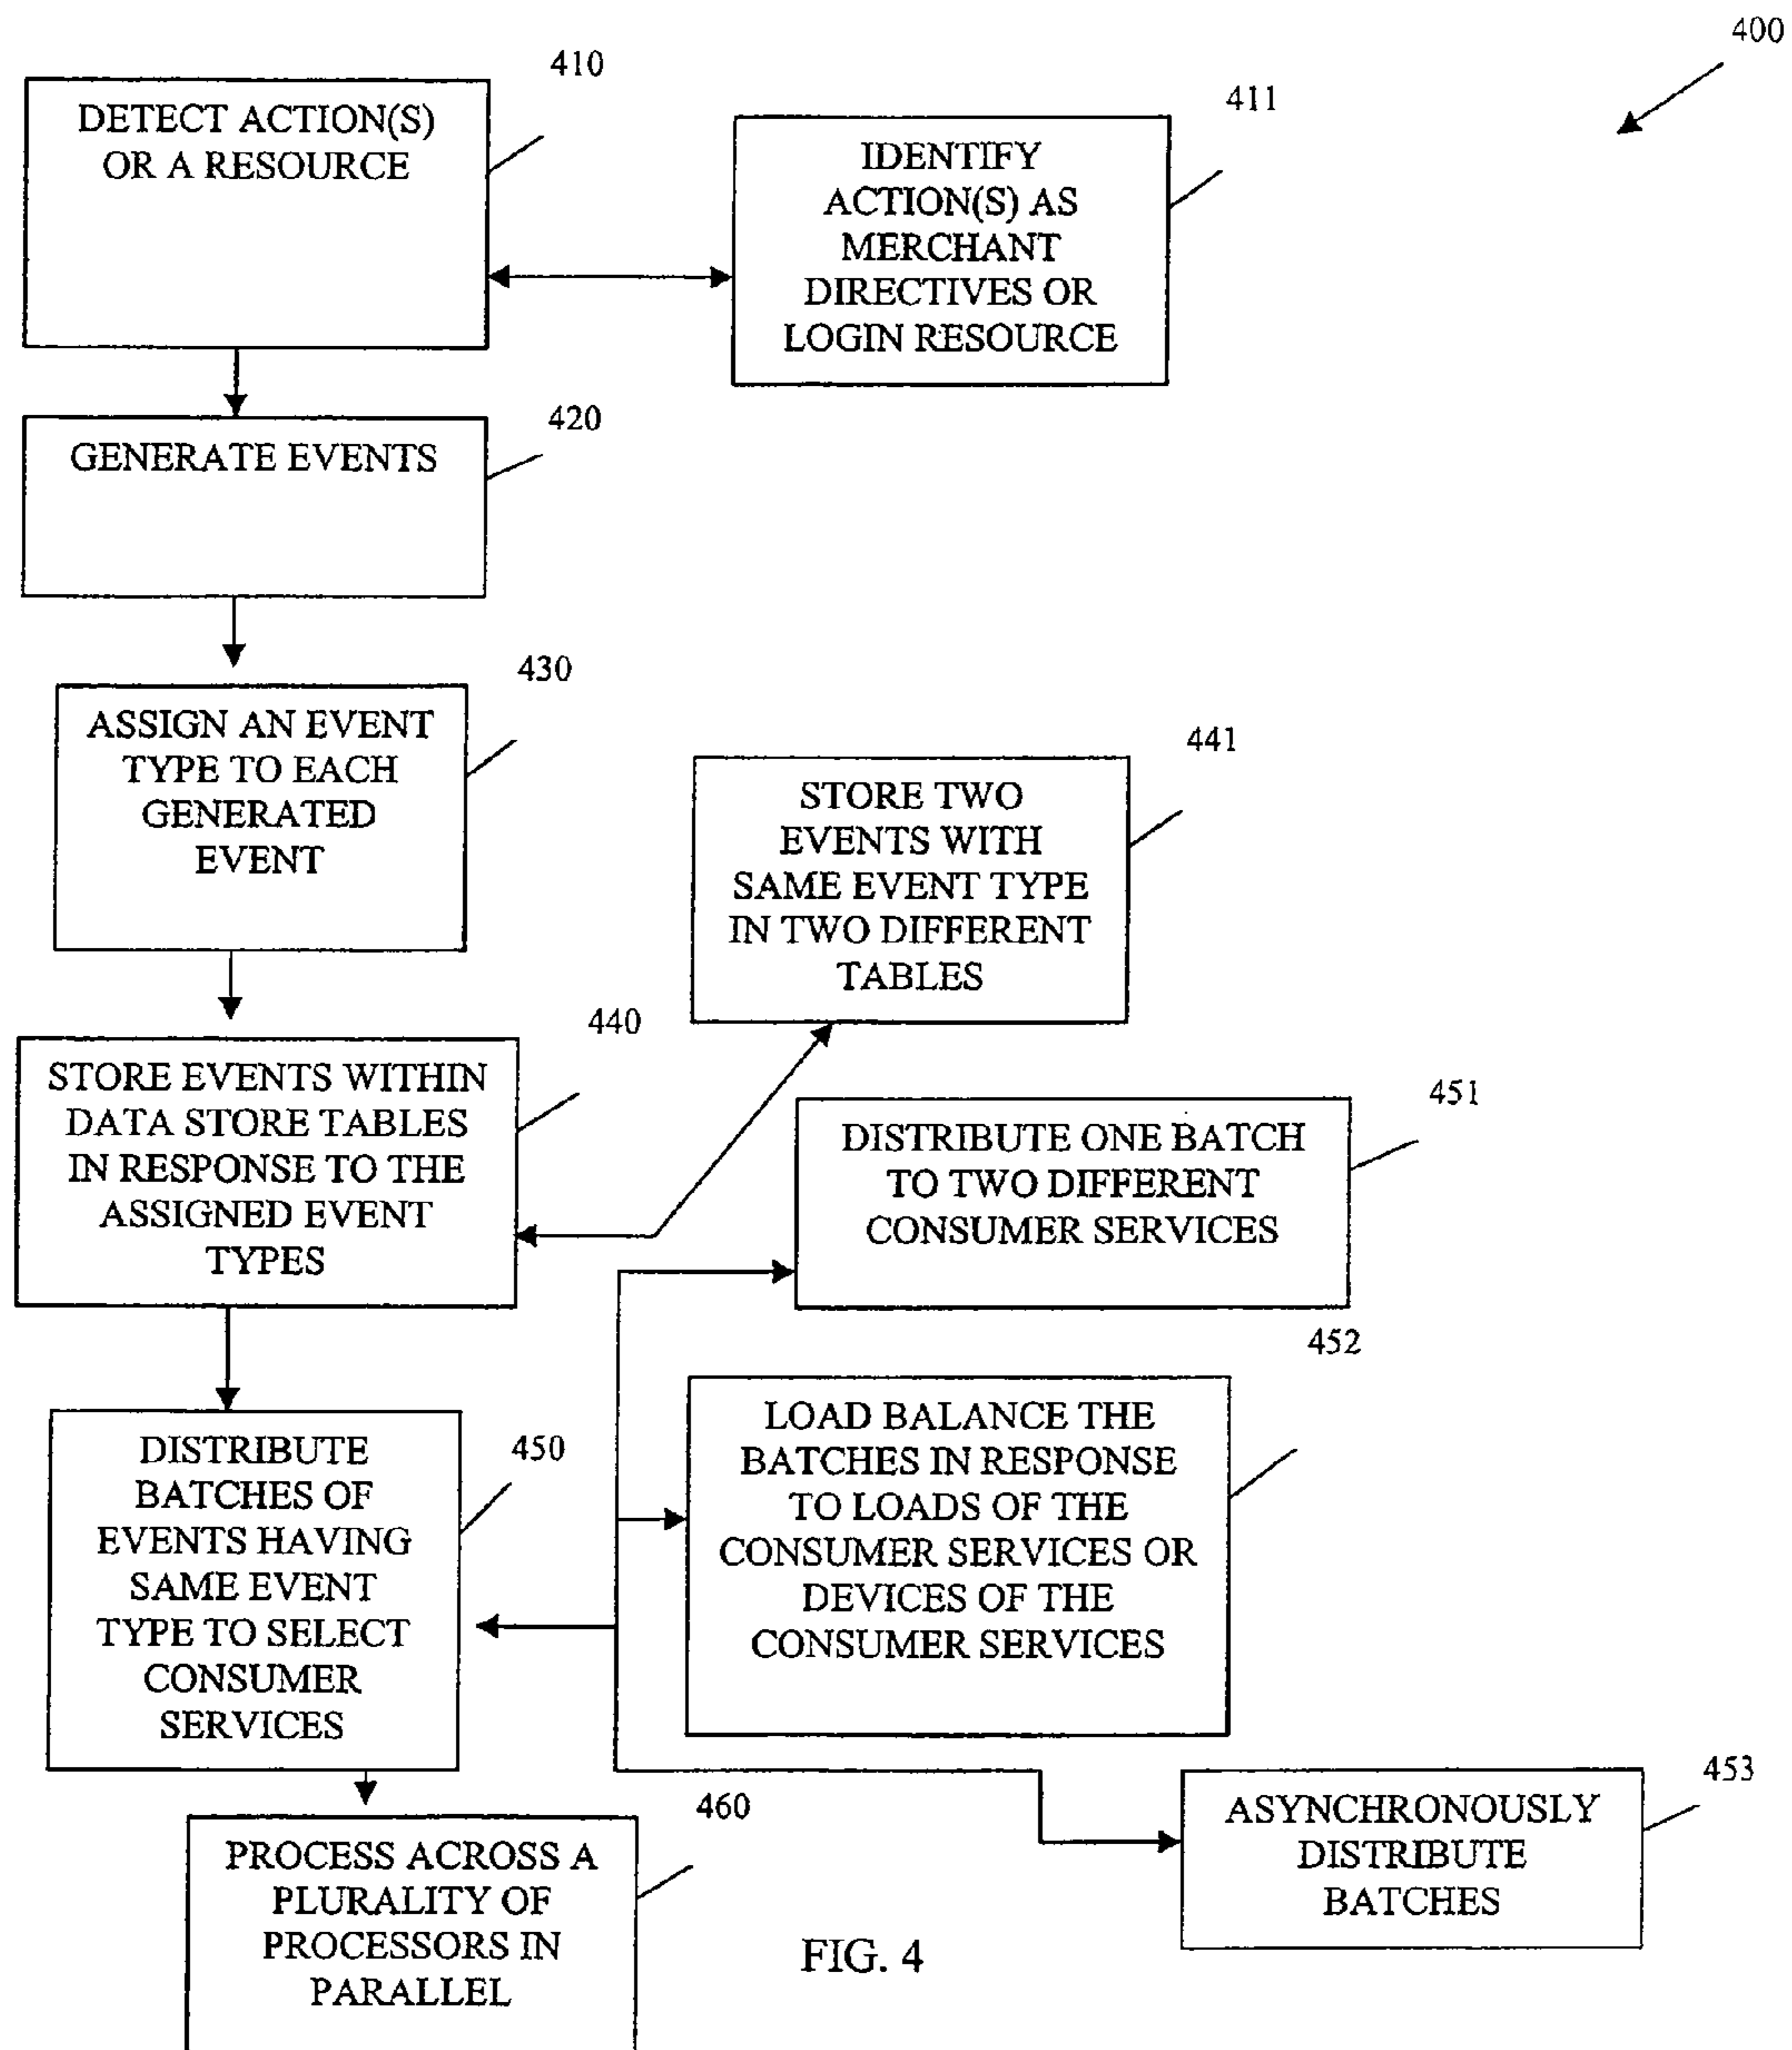 400
410
DETECT ACTION(S)
OR A RESOURCE
411
IDENTIFY
ACTION(S) AS
MERCHANT
DIRECTIVES OR
LOGIN RESOURCE
420
GENERATE EVENTS
430
ASSIGN AN EVENT
TYPE TO EACH
GENERATED
EVENT
441
STORE TWO
EVENTS WITH
SAME EVENT TYPE
IN TWO DIFFERENT
TABLES
440
STORE EVENTS WITHIN
DATA STORE TABLES
IN RESPONSE TO THE
ASSIGNED EVENT
TYPES
451
DISTRIBUTE ONE BATCH
TO TWO DIFFERENT
CONSUMER SERVICES
452
LOAD BALANCE THE
BATCHES IN RESPONSE
TO LOADS OF THE
CONSUMER SERVICES OR
DEVICES OF THE
CONSUMER SERVICES
450
DISTRIBUTE
BATCHES OF
EVENTS HAVING
SAME EVENT
TYPE TO SELECT
CONSUMER
SERVICES
453
ASYNCHRONOUSLY
DISTRIBUTE
BATCHES
460
PROCESS ACROSS A
PLURALITY OF
PROCESSORS IN
PARALLEL
FIG. 4